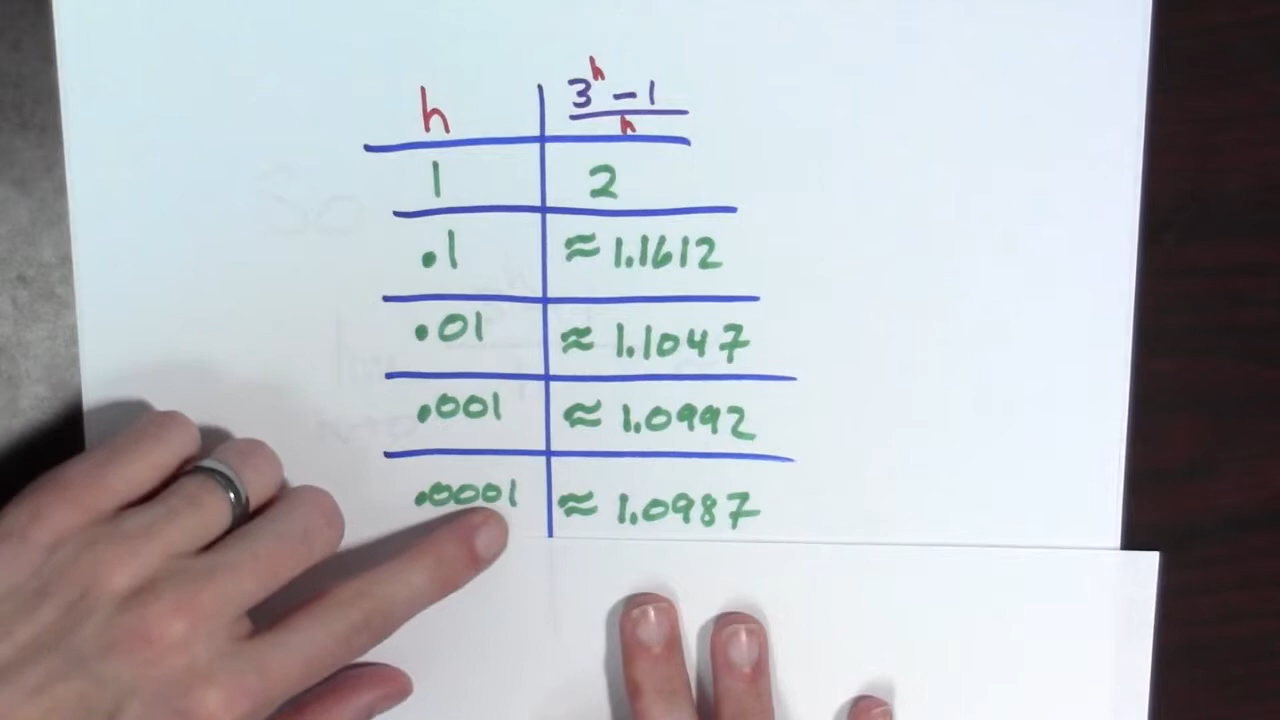 h 3^h - 1 / h
1 2
.1 ≈ 1.1612
.01 ≈ 1.1047
.001 ≈ 1.0992
.0001 ≈ 1.0987